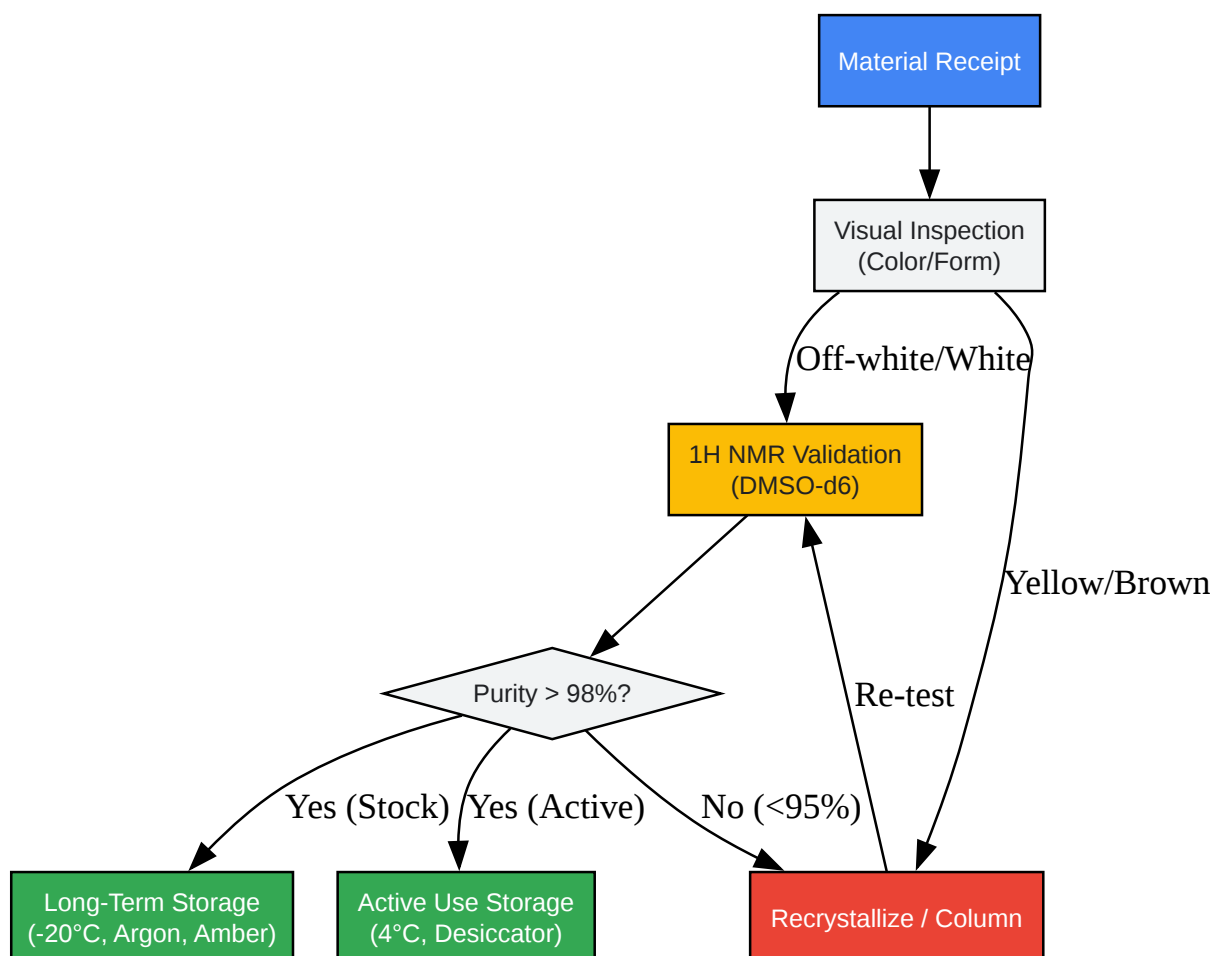 Material Receipt
Visual Inspection
(Color/Form)
Off-white/White
1H NMR Validation
(DMSO-d6)
Yellow/Brown
Purity > 98%?
Re-test
Yes (Stock)
Yes (Active)
No (<95%)
Long-Term Storage
(-20°C, Argon, Amber)
Active Use Storage
(4°C, Desiccator)
Recrystallize / Column